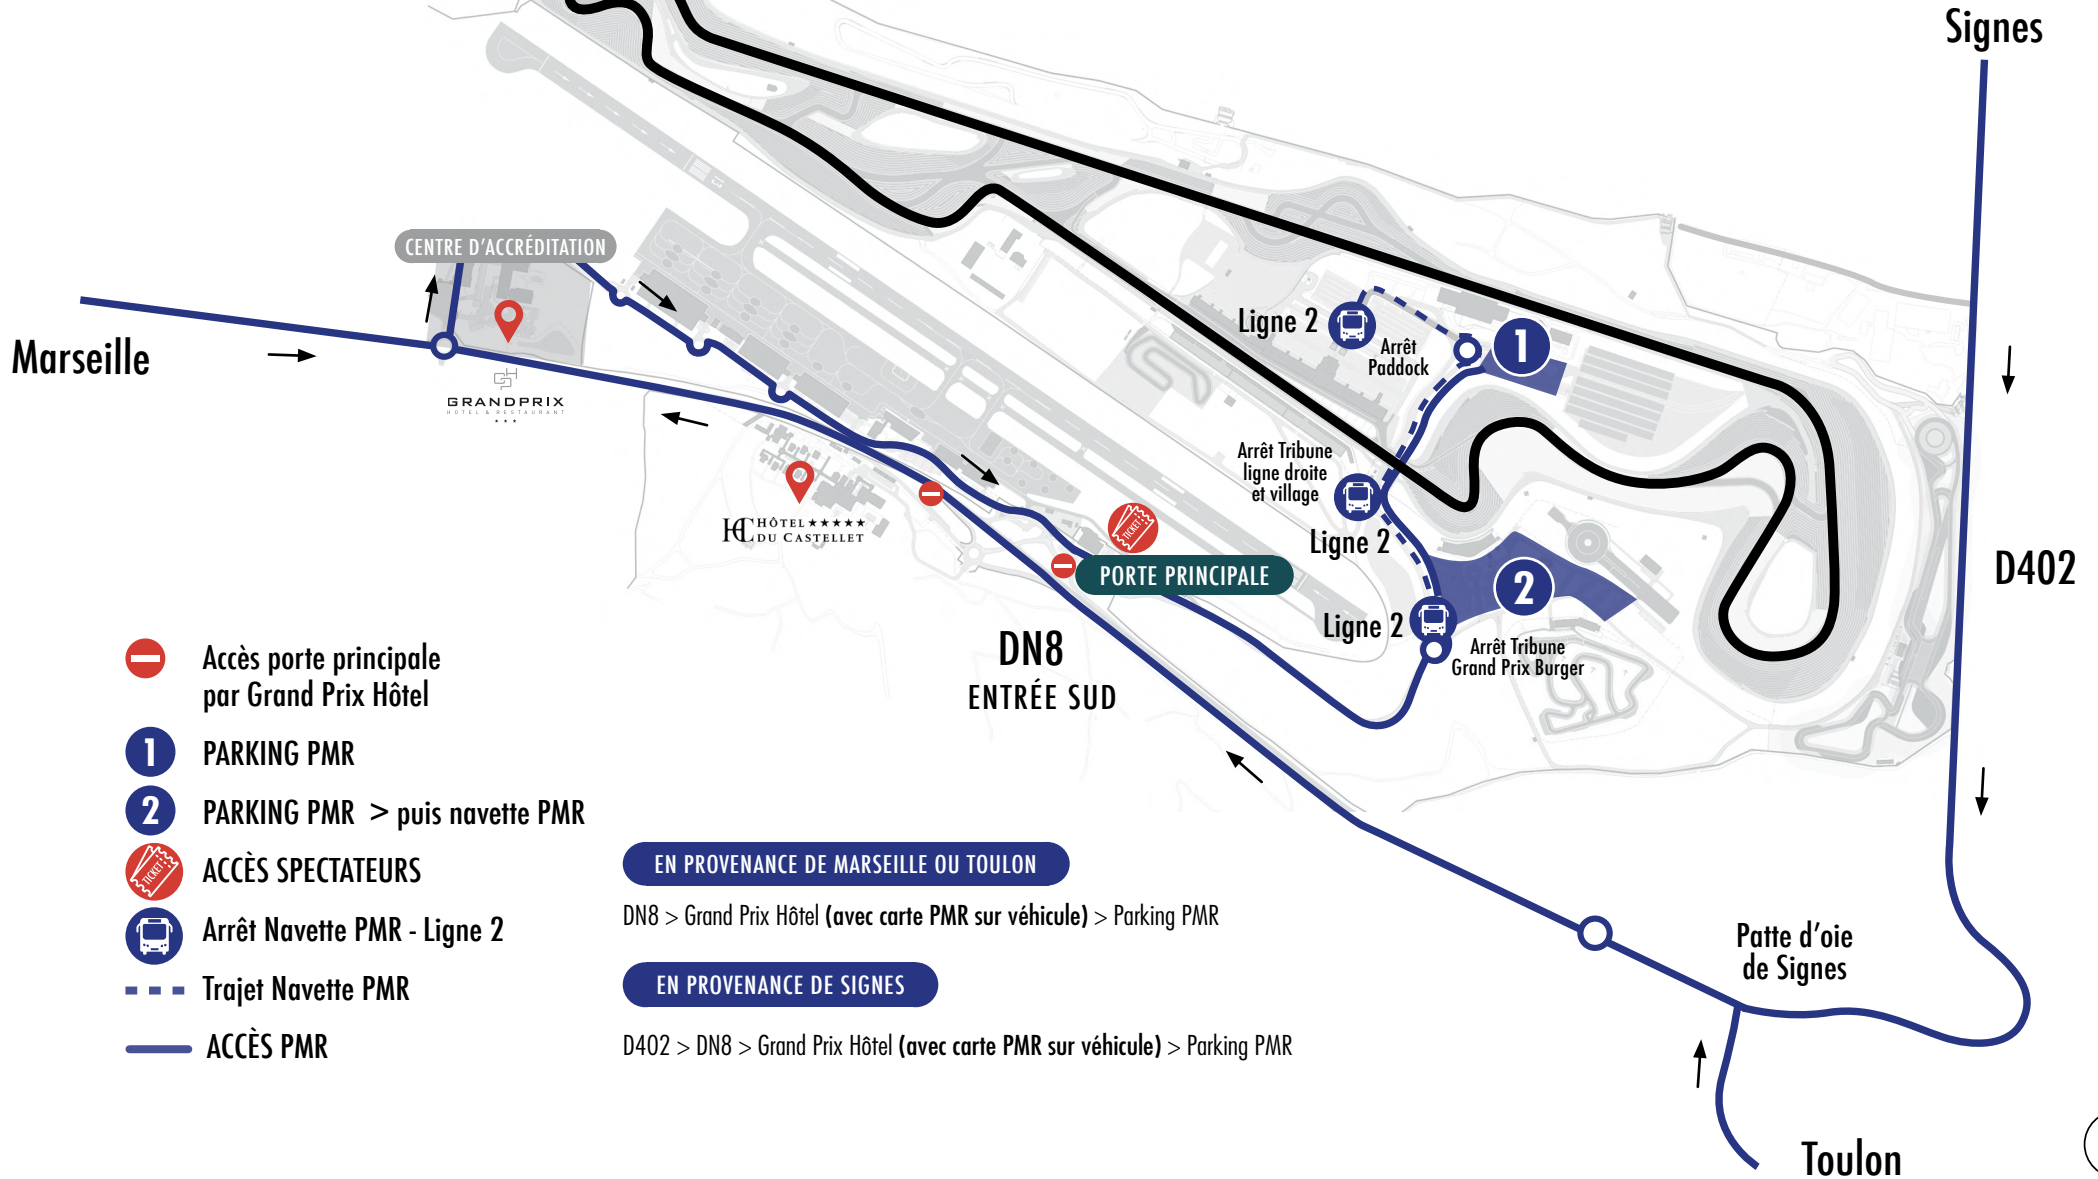 Signes
CENTRE D'ACCRÉDITATION
Marseille
GRANDPRIX
HÔTEL & RESTAURANT
Ligne 2
Arrêt
Paddock
1
Arrêt Tribune
ligne droite
et village
Ligne 2
HC HÔTEL ★★★★★
DU CASTELLET
TICKET
PORTE PRINCIPALE
2
D402
Ligne 2
Arrêt Tribune
Grand Prix Burger
DN8
ENTRÉE SUD
Accès porte principale
par Grand Prix Hôtel
1 PARKING PMR
2 PARKING PMR > puis navette PMR
TICKET ACCÈS SPECTATEURS
Arrêt Navette PMR - Ligne 2
Trajet Navette PMR
ACCÈS PMR
EN PROVENANCE DE MARSEILLE OU TOULON
DN8 > Grand Prix Hôtel (avec carte PMR sur véhicule) > Parking PMR
EN PROVENANCE DE SIGNES
D402 > DN8 > Grand Prix Hôtel (avec carte PMR sur véhicule) > Parking PMR
Patte d'oie
de Signes
Toulon